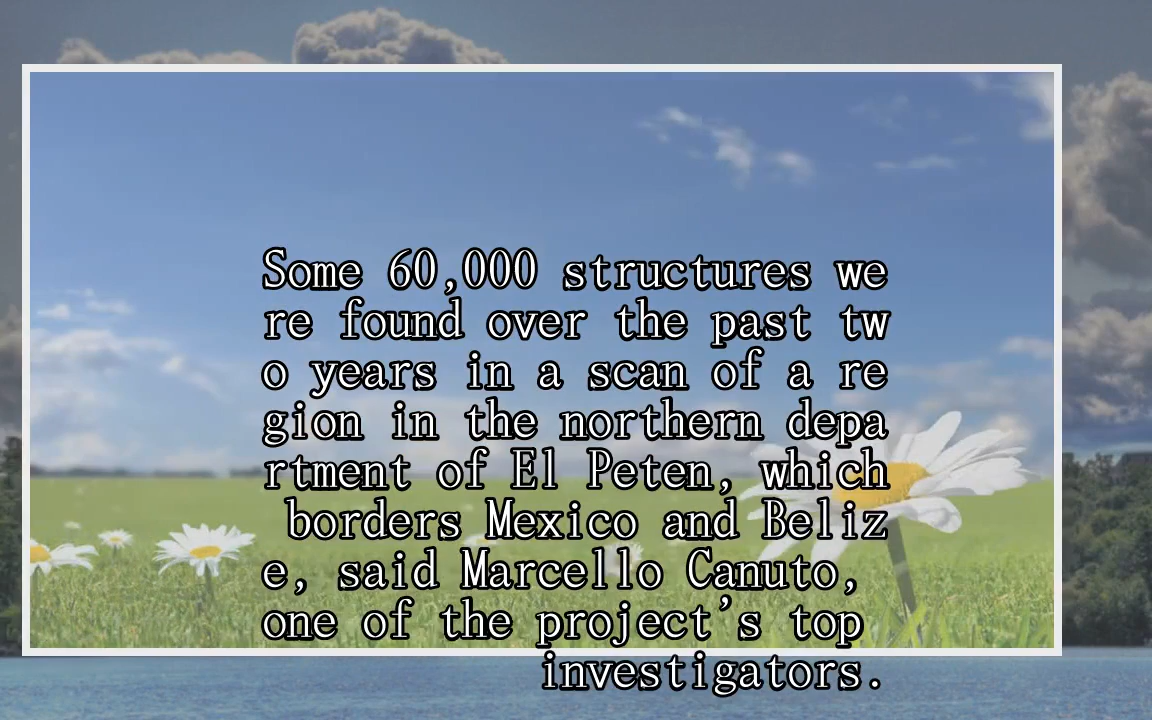 Some 60,000 structures we
re found over the past tw
o years in a scan of a re
gion in the northern depa
rtment of El Peten, which
 borders Mexico and Beliz
e, said Marcello Canuto,
one of the project's top
investigators.